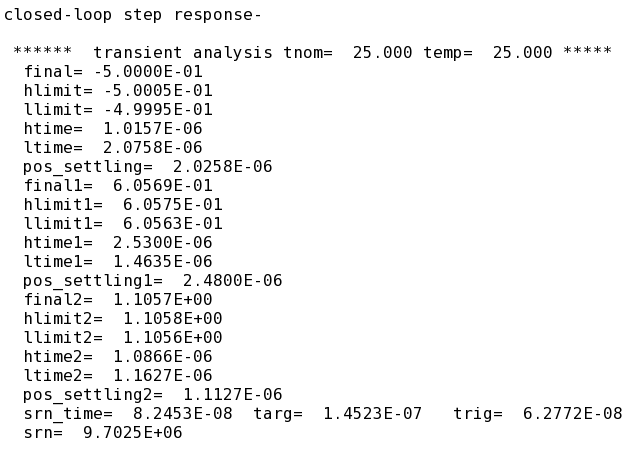 closed-loop step response-
****** transient analysis tnom= 25.000 temp= 25.000 *****
final= -5.0000E-01
hlimit= -5.0005E-01
llimit= -4.9995E-01
htime= 1.0157E-06
ltime= 2.0758E-06
pos_settling= 2.0258E-06
final1= 6.0569E-01
hlimit1= 6.0575E-01
llimit1= 6.0563E-01
htime1= 2.5300E-06
ltime1= 1.4635E-06
pos_settling1= 2.4800E-06
final2= 1.1057E+00
hlimit2= 1.1058E+00
llimit2= 1.1056E+00
htime2= 1.0866E-06
ltime2= 1.1627E-06
pos_settling2= 1.1127E-06
srn_time= 8.2453E-08 targ= 1.4523E-07 trig= 6.2772E-08
srn= 9.7025E+06